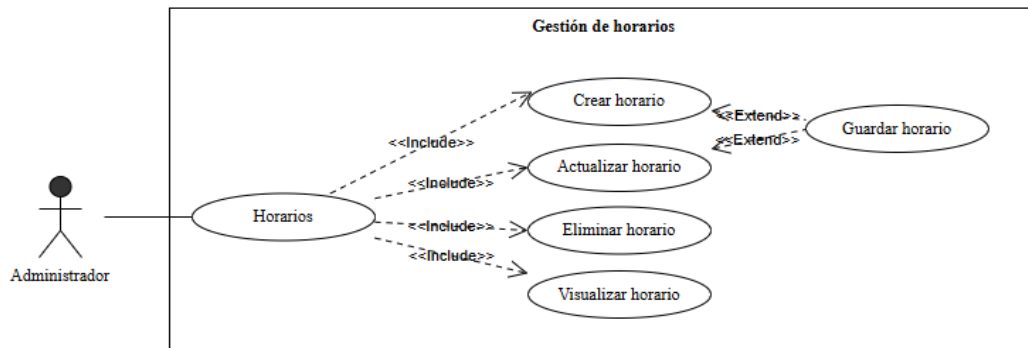 Gestión de horarios
Crear horario
<<Extend>>
Guardar horario
<<Include>>
<<Extend>>
Actualizar horario
<<Include>>
Horarios
<<Include>>
Eliminar horario
<<Include>>
Administrador
Visualizar horario